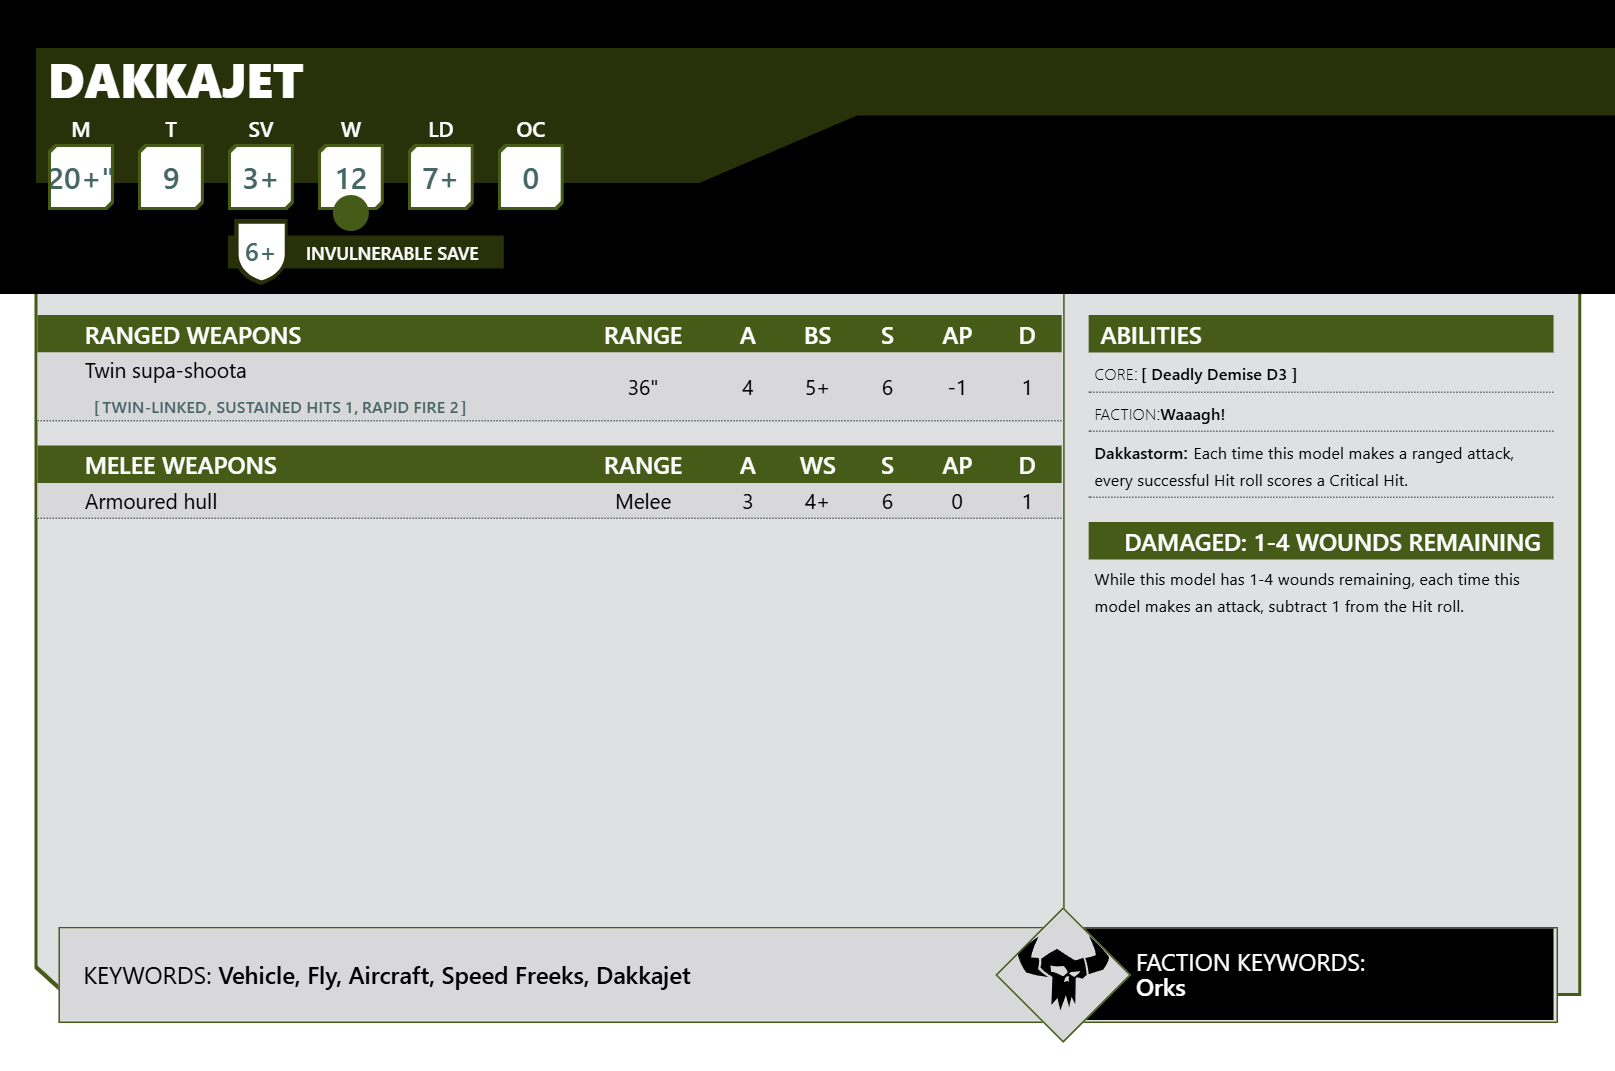 DAKKAJET
M T SV W LD OC
20+" 9 3+ 12 7+ 0
6+ INVULNERABLE SAVE
RANGED WEAPONS RANGE A BS S AP D
Twin supa-shoota 36" 4 5+ 6 -1 1
[ TWIN-LINKED, SUSTAINED HITS 1, RAPID FIRE 2 ]
MELEE WEAPONS RANGE A WS S AP D
Armoured hull Melee 3 4+ 6 0 1
ABILITIES
CORE: [ Deadly Demise D3 ]
FACTION:Waaagh!
Dakkastorm: Each time this model makes a ranged attack,
every successful Hit roll scores a Critical Hit.
DAMAGED: 1-4 WOUNDS REMAINING
While this model has 1-4 wounds remaining, each time this
model makes an attack, subtract 1 from the Hit roll.
KEYWORDS: Vehicle, Fly, Aircraft, Speed Freeks, Dakkajet
FACTION KEYWORDS:
Orks